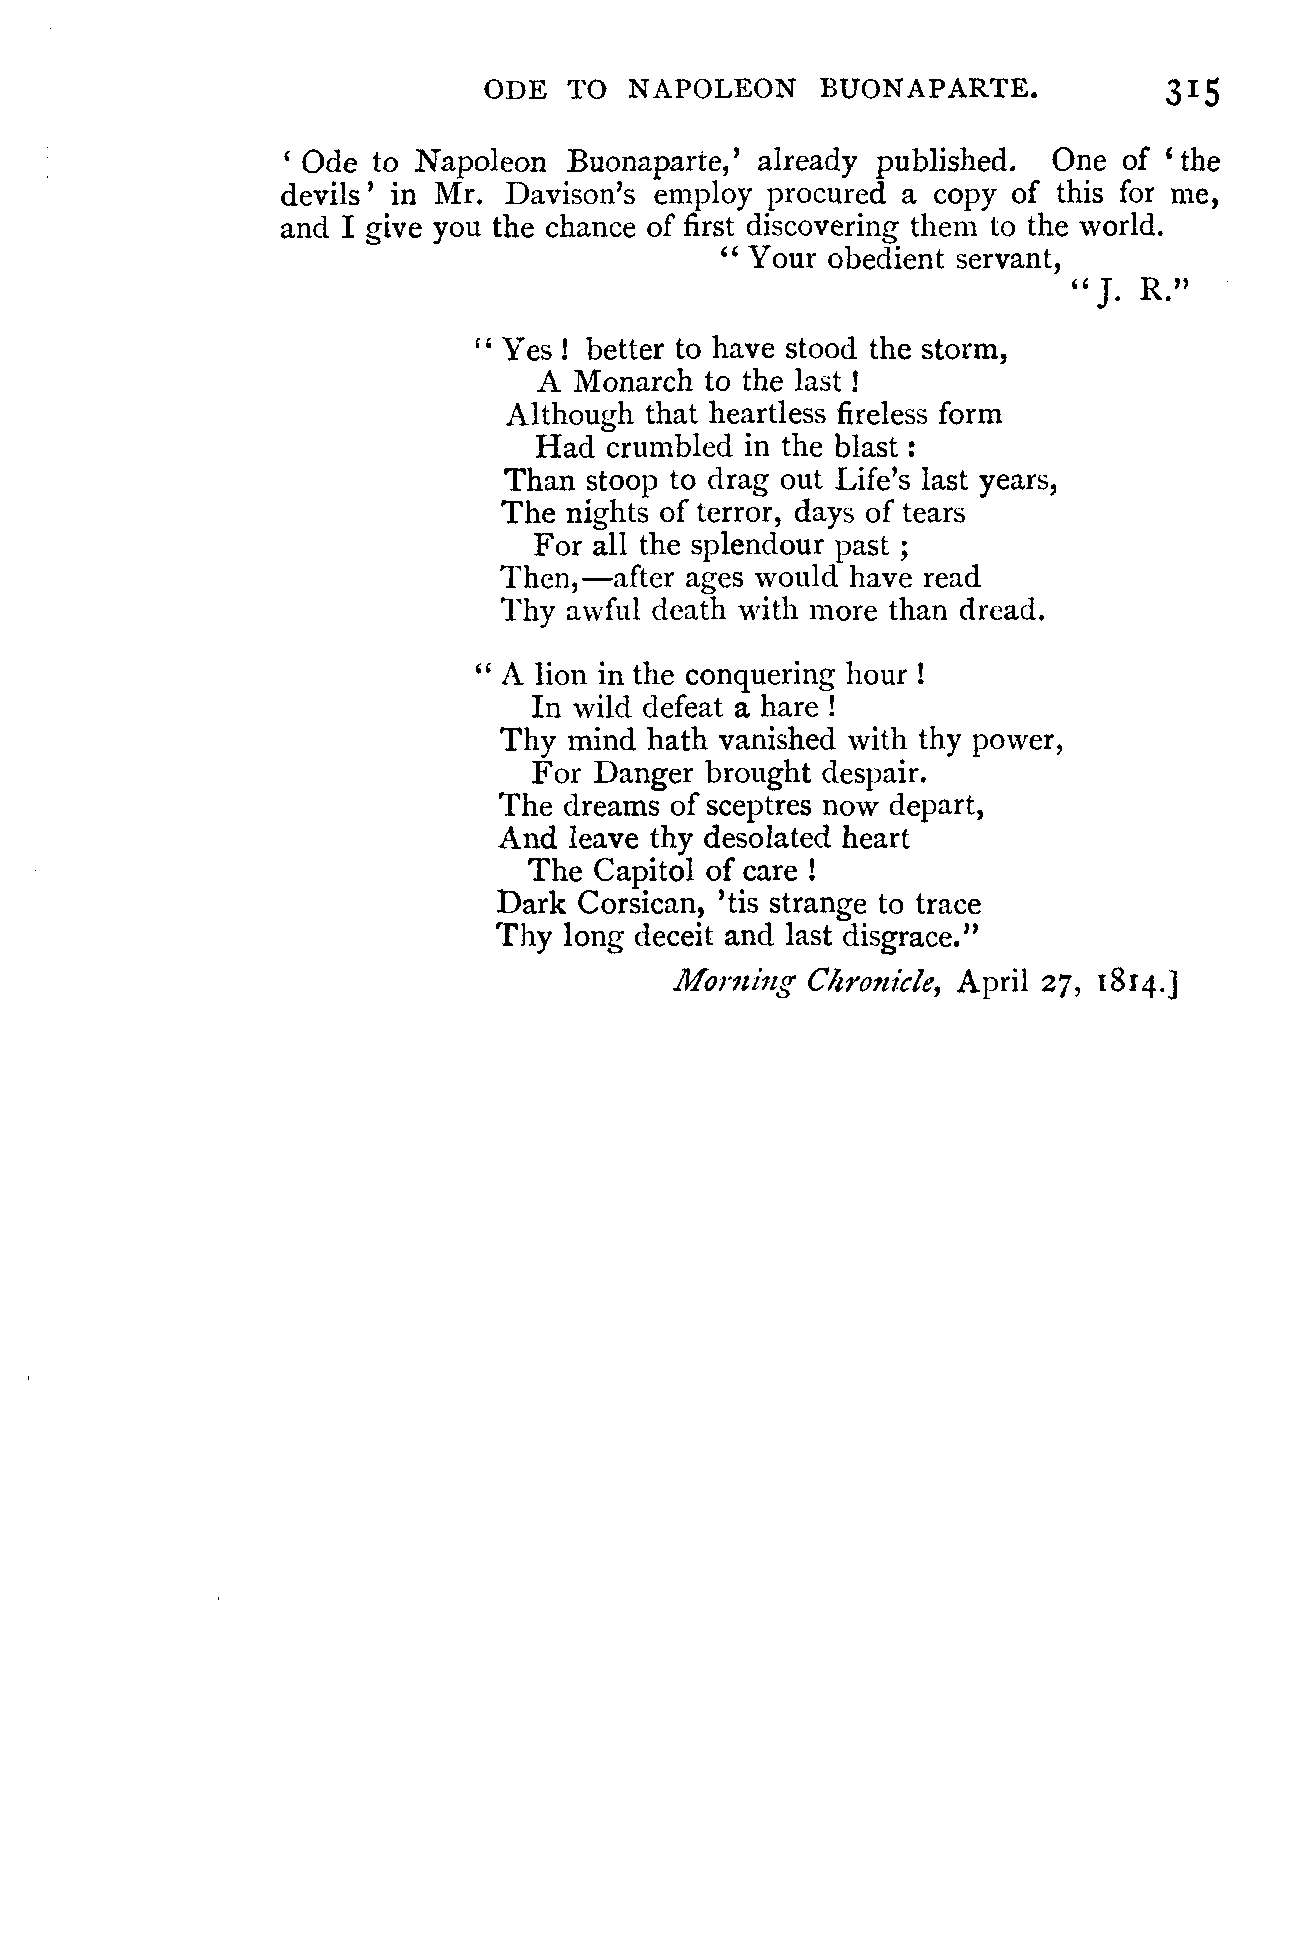 ODE TO NAPOLEON BUONAPARTE. 315
' Ode to Napoleon Buonaparte,' already published. One of ' the
devils' in Mr. Davison's employ procured a copy of this for me,
and I give you the chance of first discovering them to the world.
" Your obedient servant,
" J. R."
" Yes ! better to have stood the storm,
A Monarch to the last !
Although that heartless fireless form
Had crumbled in the blast :
Than stoop to drag out Life's last years,
The nights of terror, days of tears
For all the splendour past ;
Then,—after ages would have read
Thy awful death with more than dread.
" A lion in the conquering hour !
In wild defeat a hare !
Thy mind hath vanished with thy power,
For Danger brought despair.
The dreams of sceptres now depart,
And leave thy desolated heart
The Capitol of care !
Dark Corsican, 'tis strange to trace
Thy long deceit and last disgrace."
Morning Chronicle, April 27, 1814.]